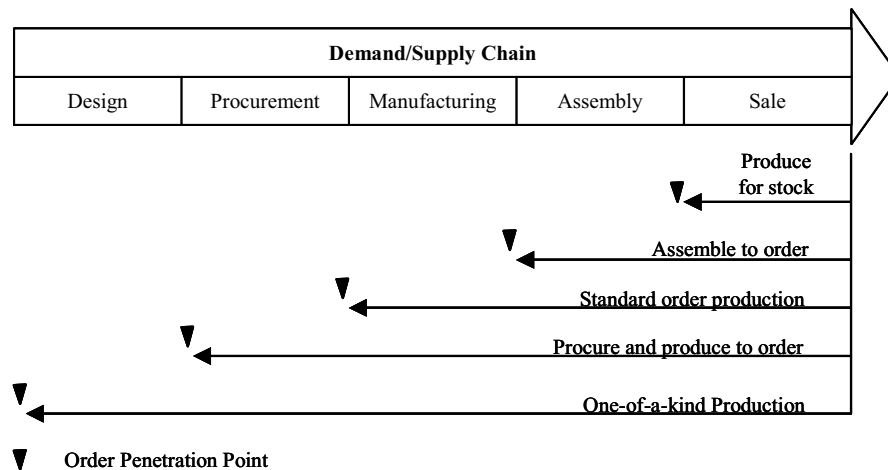 Demand/Supply Chain
Design Procurement Manufacturing Assembly Sale
Produce
for stock
Assemble to order
Standard order production
Procure and produce to order
One-of-a-kind Production
Order Penetration Point